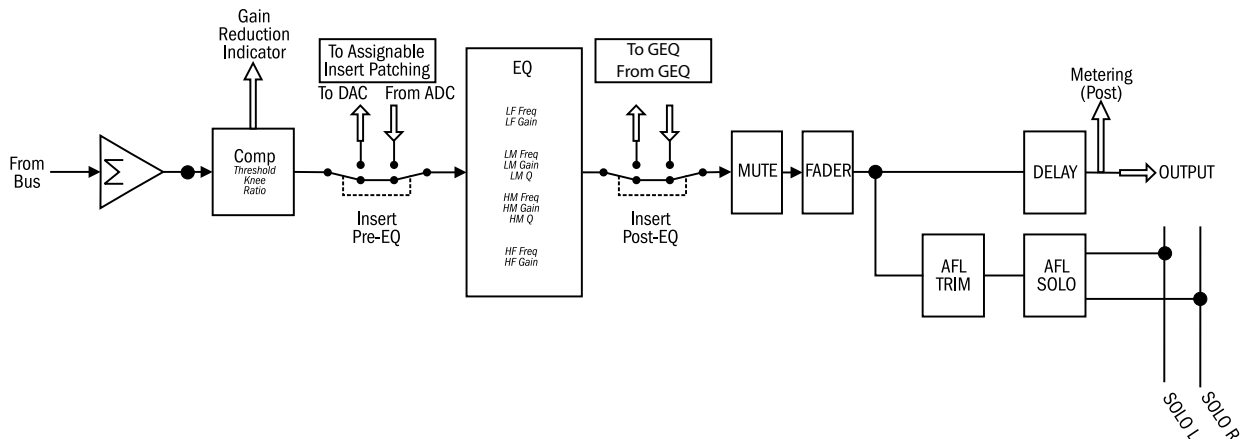 Gain
Reduction
Indicator
To Assignable
Insert Patching
To DAC
From ADC
EQ
LF Freq
LF Gain
LM Freq
LM Gain
LM Q
HM Freq
HM Gain
HM Q
HF Freq
HF Gain
To GEQ
From GEQ
Metering
(Post)
From
Bus
Σ
Comp
Threshold
Knee
Ratio
Insert
Pre-EQ
Insert
Post-EQ
MUTE
FADER
DELAY
OUTPUT
AFL
TRIM
AFL
SOLO
SOLO L
SOLO R